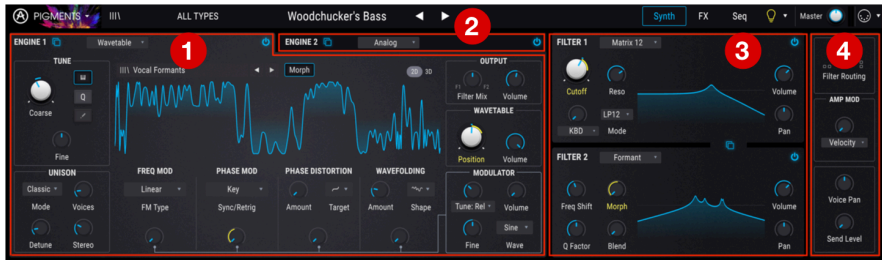 PIGMENTS ALL TYPES Woodchucker's Bass Synth FX Seq Master
ENGINE 1 Wavetable
1
ENGINE 2 Analog
2
TUNE
Coarse
Q
Fine
Vocal Formants Morph 2D 3D
OUTPUT
F1 F2
Filter Mix Volume
WAVETABLE
Position Volume
UNISON
Classic
Mode Voices
Detune Stereo
FREQ MOD
Linear
FM Type
PHASE MOD
Key
Sync/Retrig
PHASE DISTORTION
Amount Target
WAVEFOLDING
Amount Shape
MODULATOR
Tune: Rel Volume
Sine
Fine Wave
FILTER 1 Matrix 12
3
Cutoff Reso Volume
LP12
KBD Mode Pan
FILTER 2 Formant
Freq Shift Morph Volume
Q Factor Blend Pan
4
Filter Routing
AMP MOD
Velocity
Voice Pan
Send Level